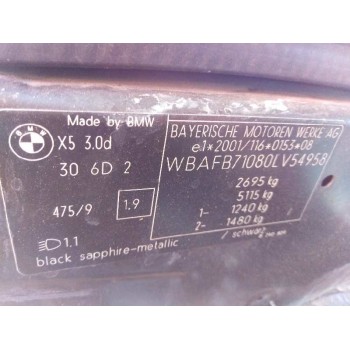 BMW
Made by BMW
X5 3.0d
30 6D 2
475/9 1.9
1.1
black sapphire-metallic
BAYERISCHE MOTOREN WERKE AG
e1*2001/116*0153*08
WBAFB71080LV54958
2695 kg
5115 kg
1- 1240 kg
2- 1480 kg
/ schwarz